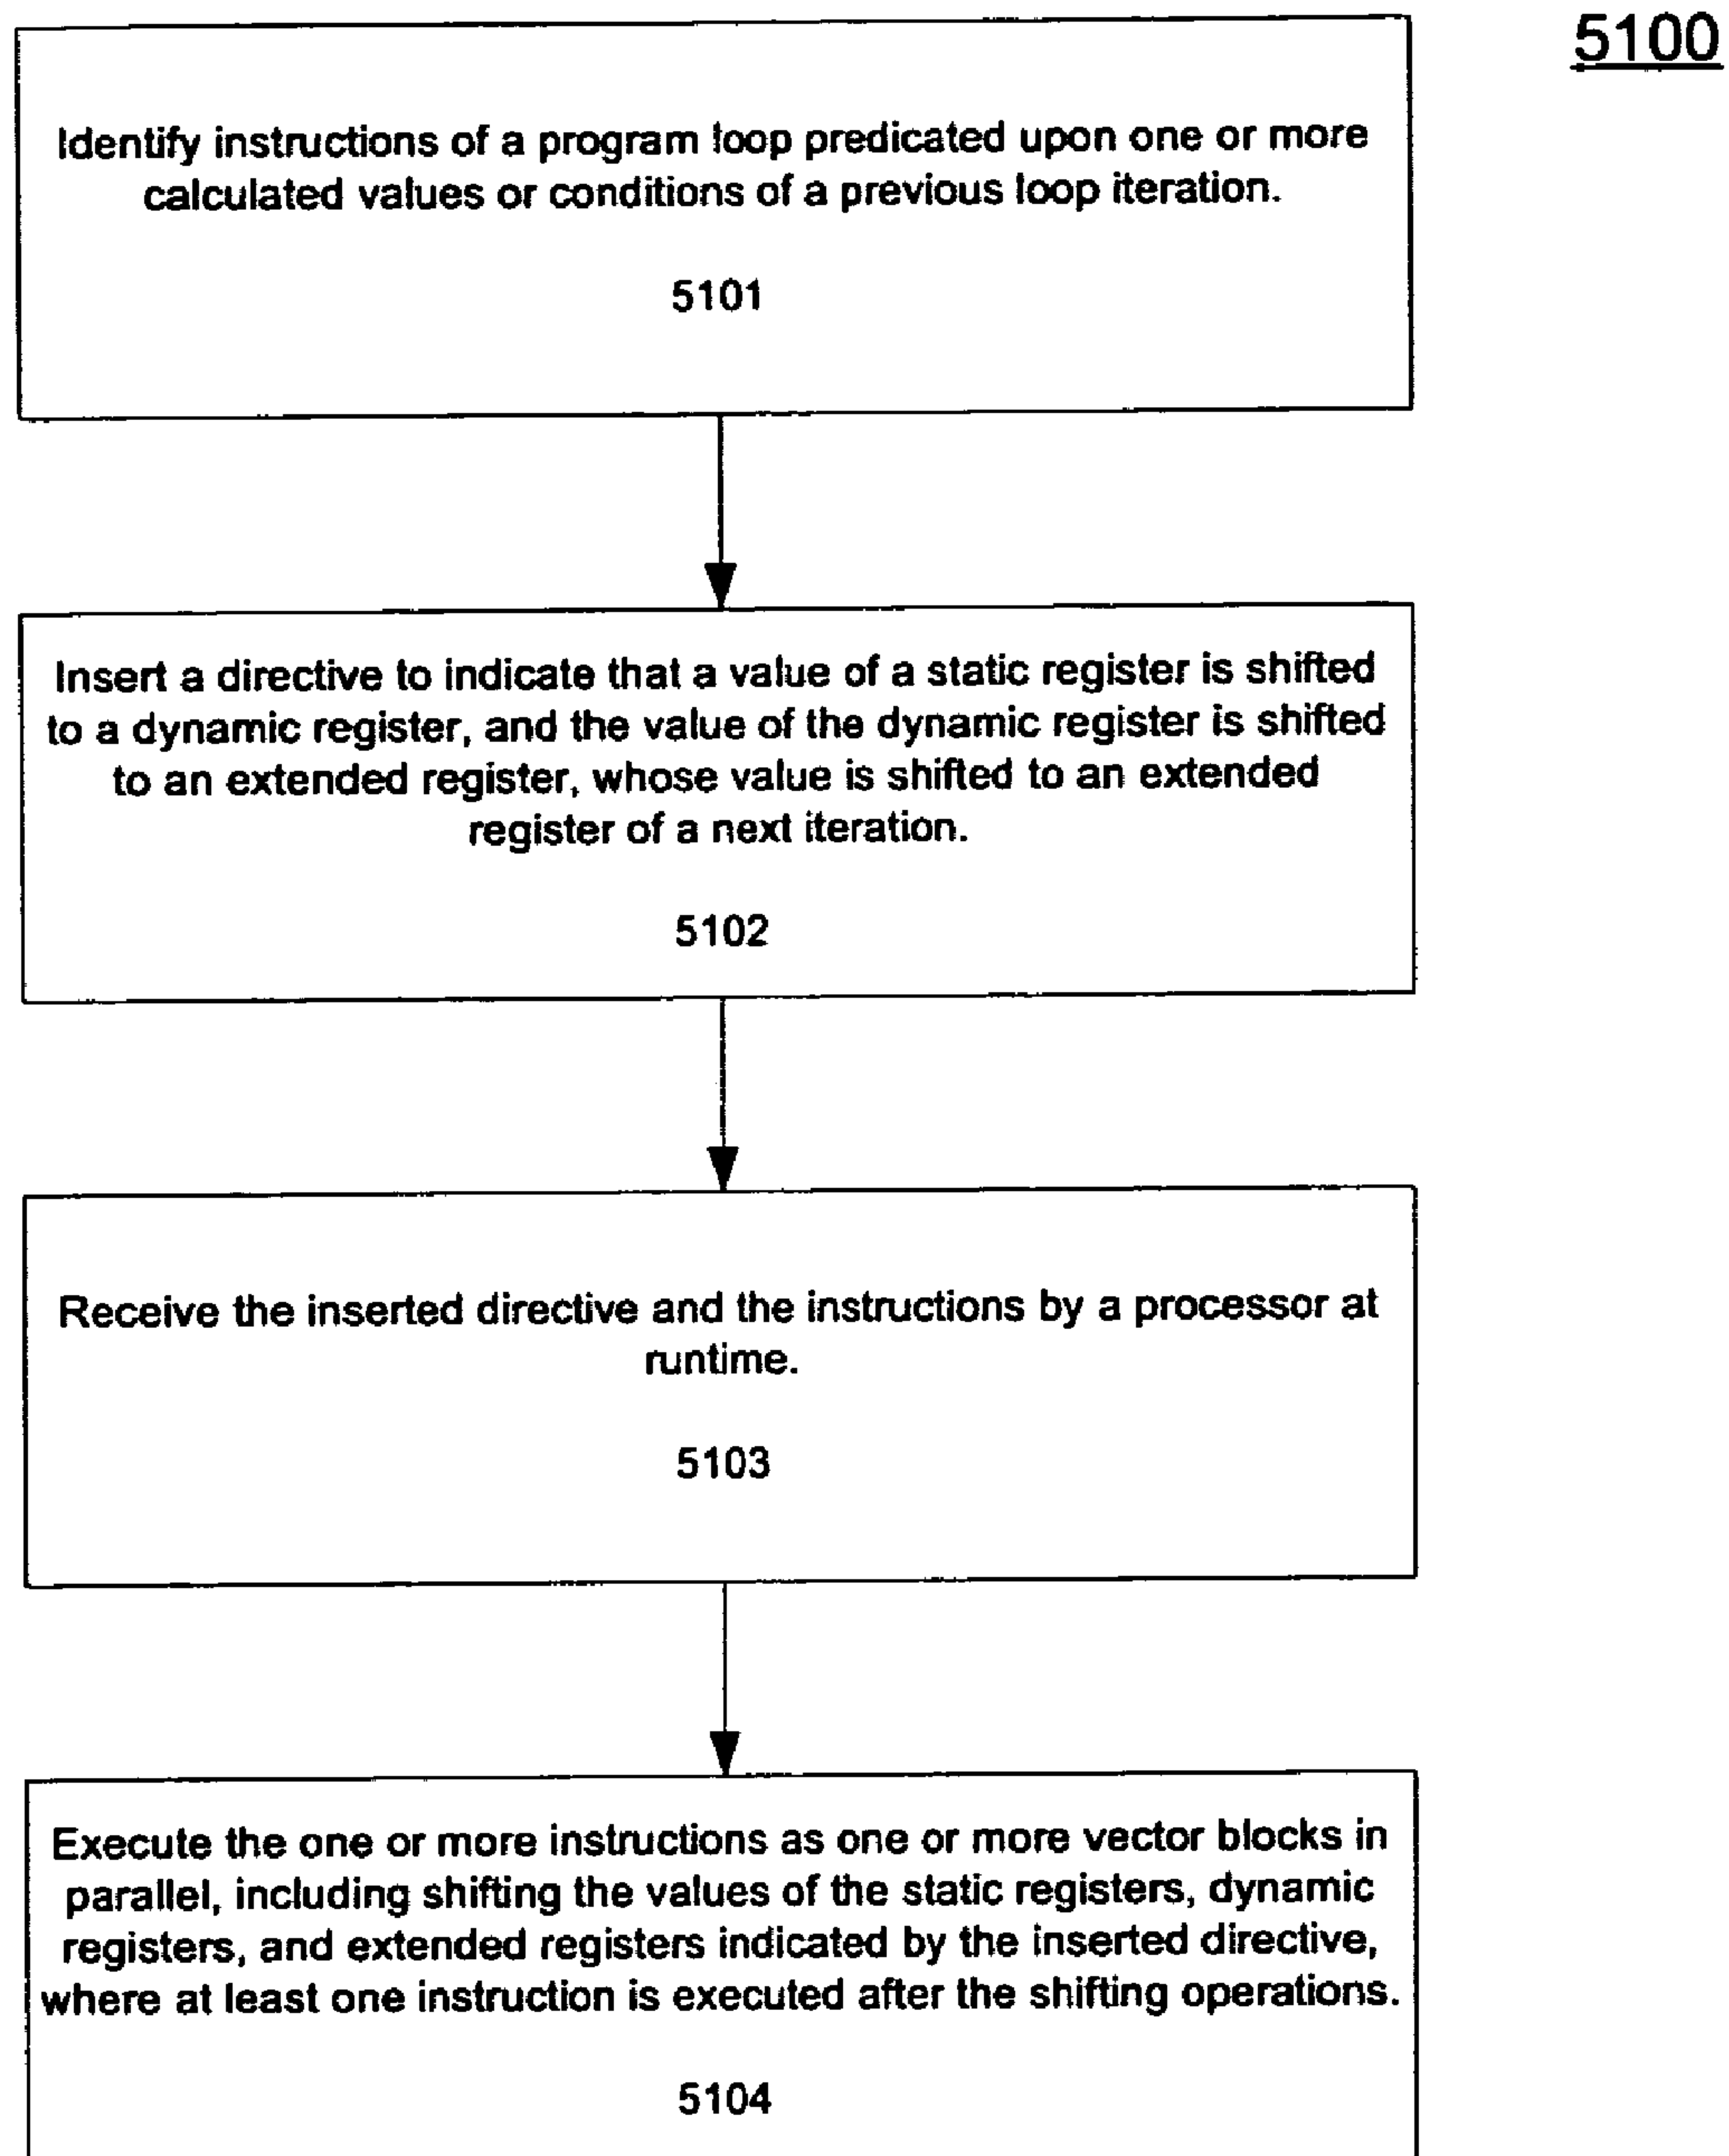 5100
Identify instructions of a program loop predicated upon one or more
calculated values or conditions of a previous loop iteration.
5101
Insert a directive to indicate that a value of a static register is shifted
to a dynamic register, and the value of the dynamic register is shifted
to an extended register, whose value is shifted to an extended
register of a next iteration.
5102
Receive the inserted directive and the instructions by a processor at
runtime.
5103
Execute the one or more instructions as one or more vector blocks in
parallel, including shifting the values of the static registers, dynamic
registers, and extended registers indicated by the inserted directive,
where at least one instruction is executed after the shifting operations.
5104